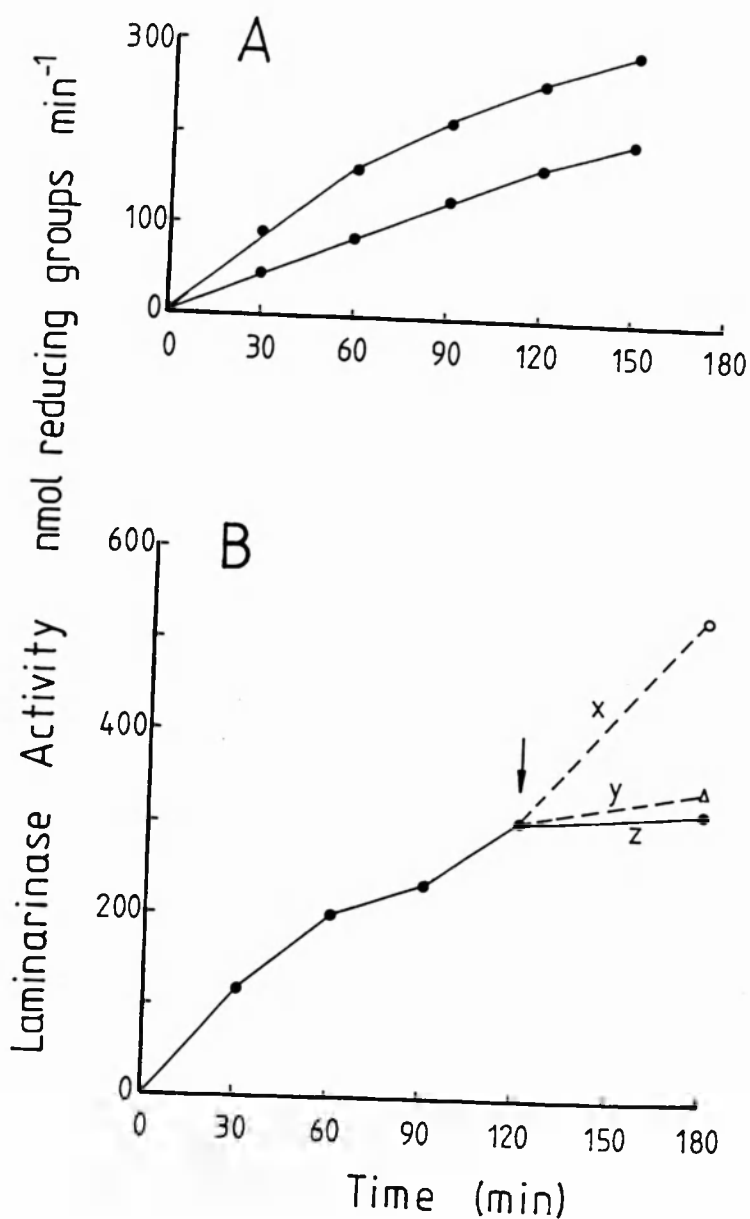 A
300
100
0
0 30 60 90 120 150 180
Laminarinase Activity nmol reducing groups min⁻¹
B
600
400
200
0
x
y
z
0 30 60 90 120 150 180
Time (min)